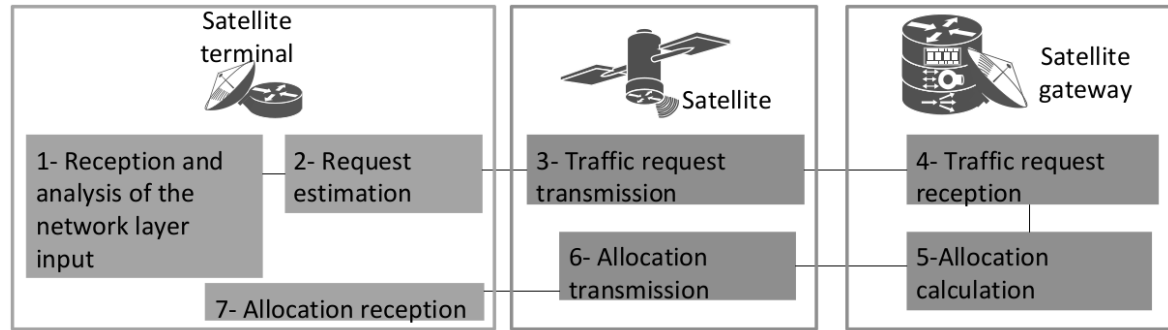 Satellite
terminal
1- Reception and
analysis of the
network layer
input
2- Request
estimation
7- Allocation reception
Satellite
3- Traffic request
transmission
6- Allocation
transmission
Satellite
gateway
4- Traffic request
reception
5-Allocation
calculation